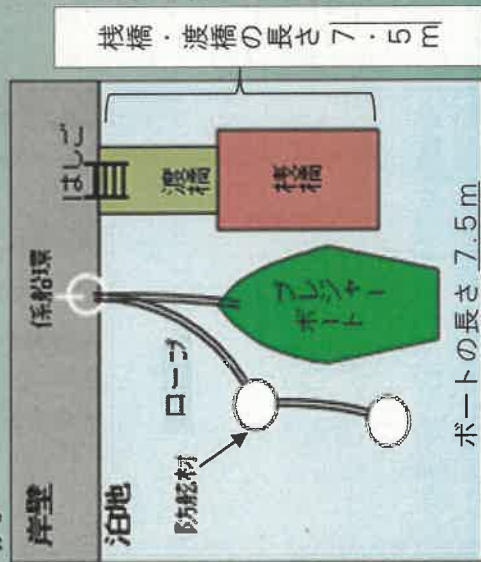 桟橋・渡橋の長さ 7.5m
岸壁
係船環
はしご
泊地
渡橋
桟橋
ロープ
プレジャー
ボート
防舷材
ボートの長さ 7.5m